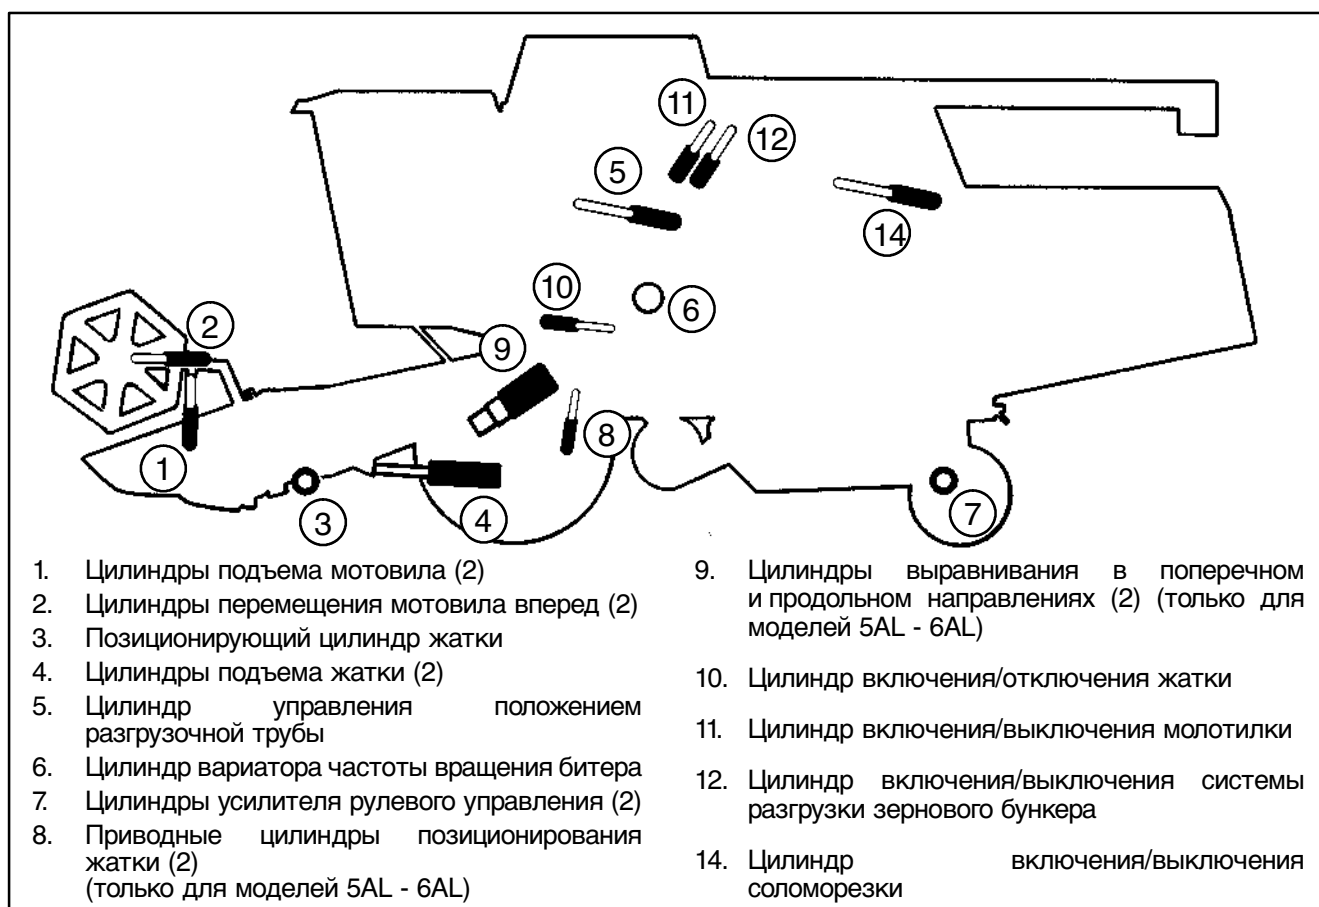 11
12
5
14
10
6
2
9
8
1
3
4
7
1. Цилиндры подъема мотовила (2)
2. Цилиндры перемещения мотовила вперед (2)
3. Позиционирующий цилиндр жатки
4. Цилиндры подъема жатки (2)
5. Цилиндр управления положением
разгрузочной трубы
6. Цилиндр вариатора частоты вращения битера
7. Цилиндры усилителя рулевого управления (2)
8. Приводные цилиндры позиционирования
жатки (2)
(только для моделей 5AL - 6AL)
9. Цилиндры выравнивания в поперечном
и продольном направлениях (2) (только для
моделей 5AL - 6AL)
10. Цилиндр включения/отключения жатки
11. Цилиндр включения/выключения молотилки
12. Цилиндр включения/выключения системы
разгрузки зернового бункера
14. Цилиндр включения/выключения
соломорезки